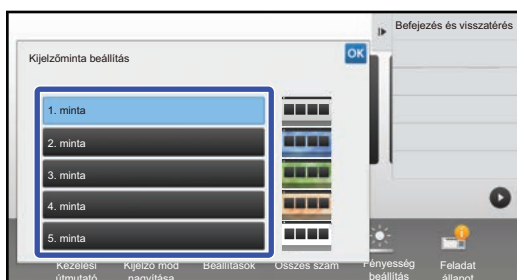 Befejezés és visszatérés
Kijelzőminta beállítás
OK
1. minta
2. minta
3. minta
4. minta
5. minta
Kezelési útmutató
Kijelző mód nagyítása
Beállítások
Összes szám
Fényesség beállítás
Feladat állapot